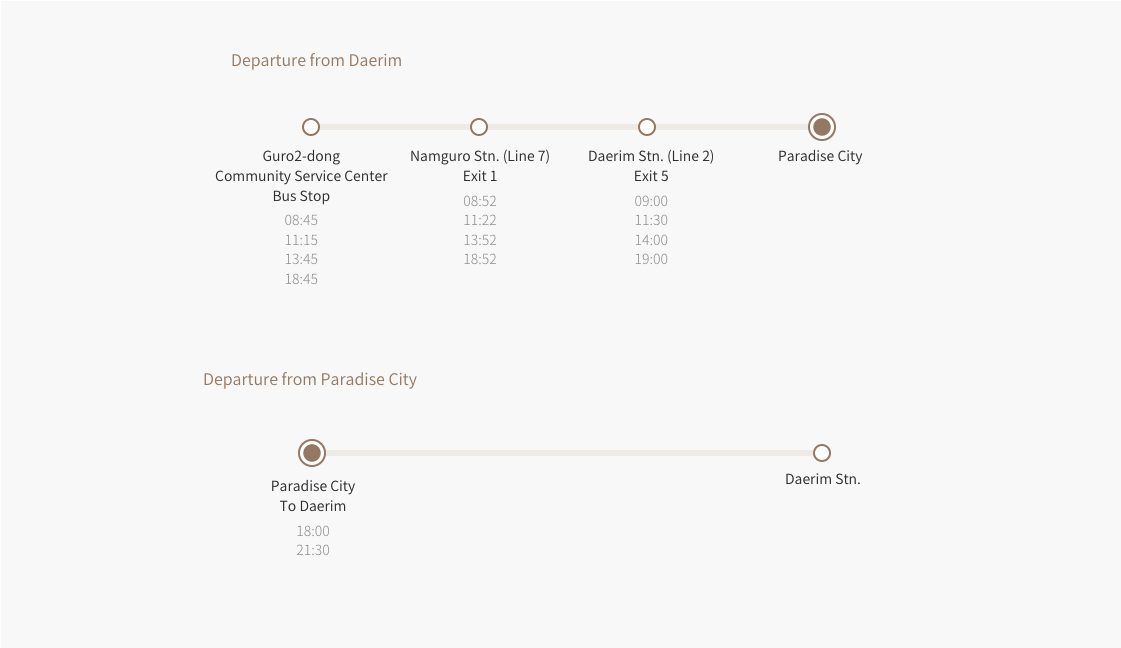 Departure from Daerim
Guro2-dong
Community Service Center
Bus Stop
08:45
11:15
13:45
18:45
Namguro Stn. (Line 7)
Exit 1
08:52
11:22
13:52
18:52
Daerim Stn. (Line 2)
Exit 5
09:00
11:30
14:00
19:00
Paradise City
Departure from Paradise City
Paradise City
To Daerim
18:00
21:30
Daerim Stn.